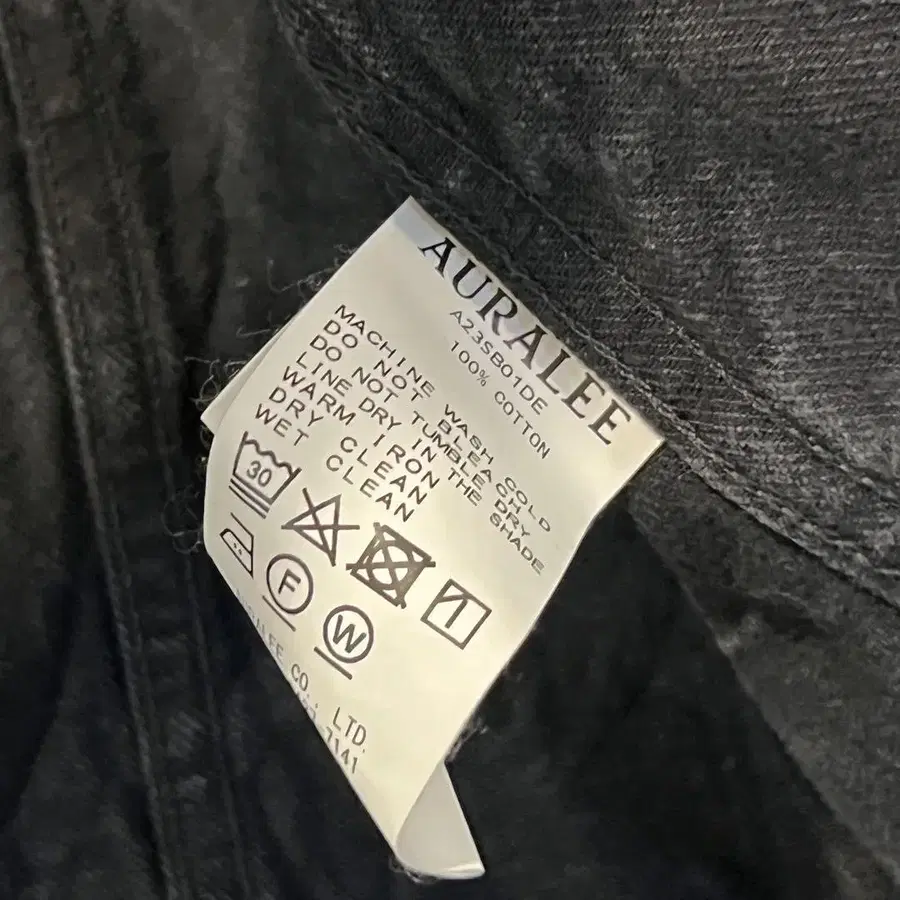 AURALEE
A23SB01DE
100% COTTON
MACHINE WASH COLD
DO NOT BLEACH
DO NOT TUMBLE DRY
LINE DRY IN THE SHADE
WARM IRON
DRY CLEAN
WET CLEAN
30
F
W
CO., LTD.
7141